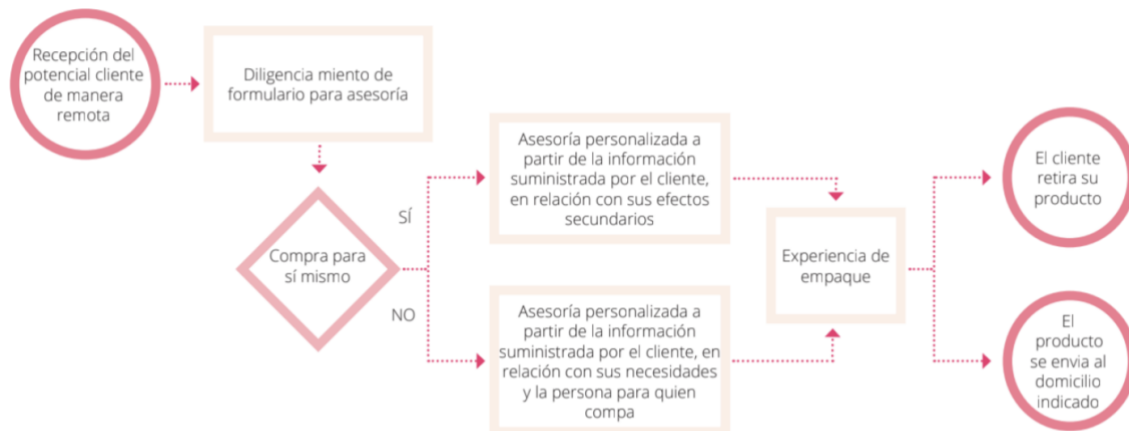 Recepción del
potencial cliente
de manera
remota
Diligencia miento de
formulario para asesoría
Compra para
sí mismo
SÍ
NO
Asesoría personalizada a
partir de la información
suministrada por el cliente,
en relación con sus efectos
secundarios
Asesoría personalizada a
partir de la información
suministrada por el cliente, en
relación con sus necesidades
y la persona para quien
compa
Experiencia de
empaque
El cliente
retira su
producto
El
producto
se envia al
domicilio
indicado